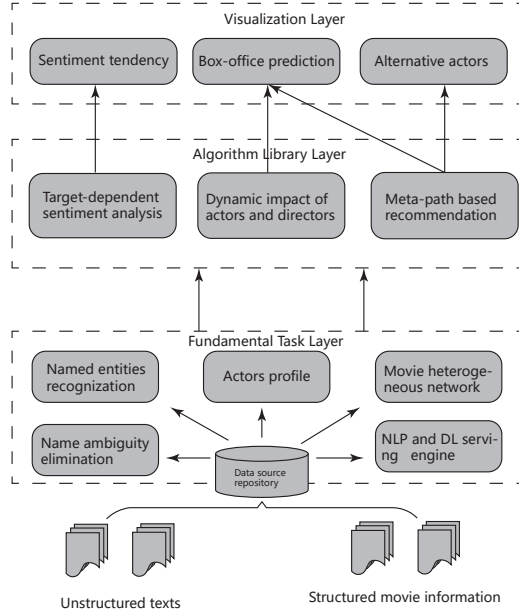 Visualization Layer
Sentiment tendency
Box-office prediction
Alternative actors
Algorithm Library Layer
Target-dependent
sentiment analysis
Dynamic impact of
actors and directors
Meta-path based
recommendation
Fundamental Task Layer
Named entities
recognization
Actors profile
Movie heteroge-
neous network
Name ambiguity
elimination
Data source
repository
NLP and DL servi-
ng engine
Unstructured texts
Structured movie information